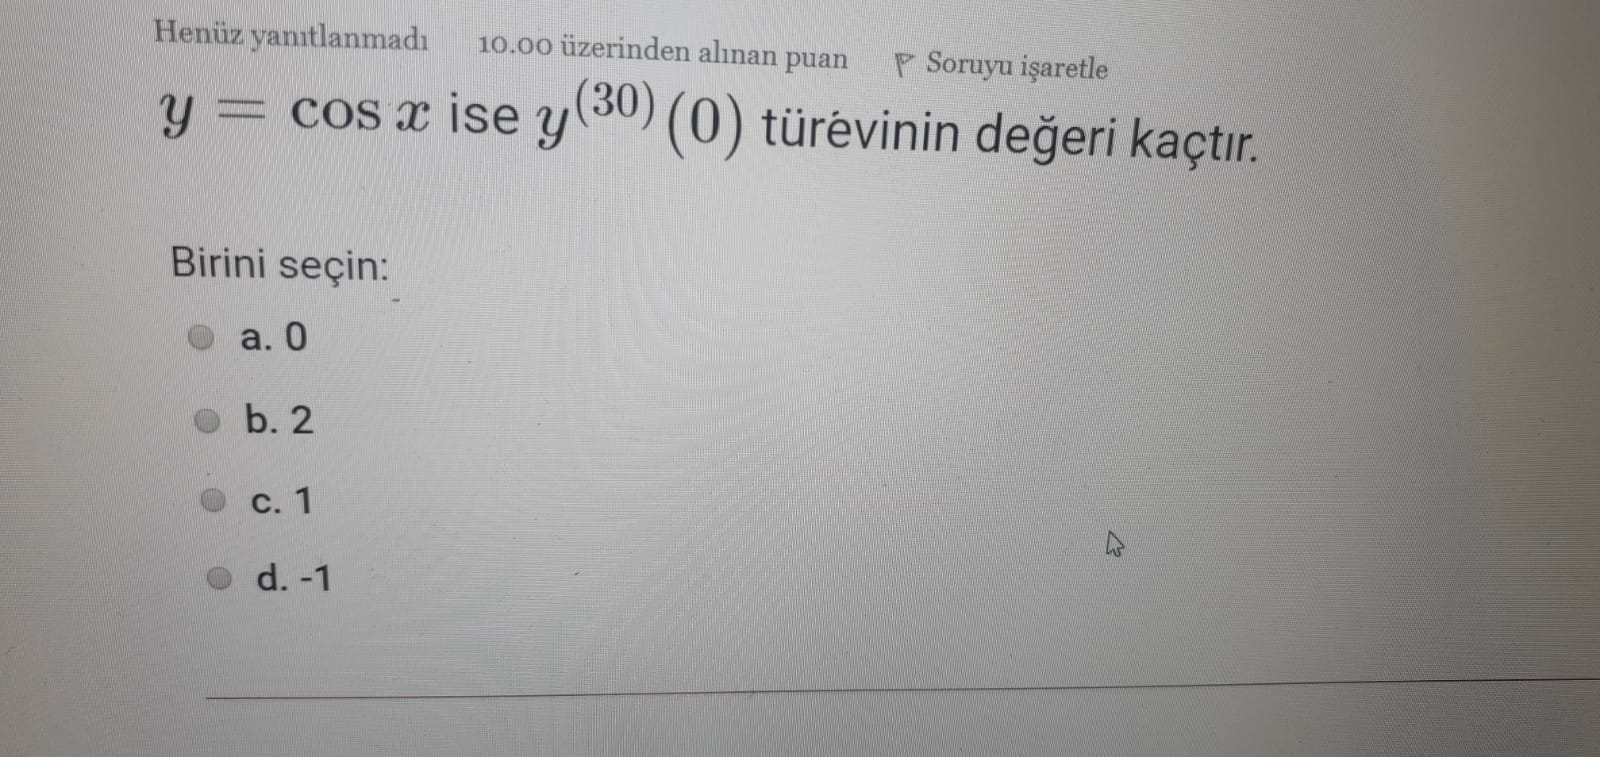 Henüz yanıtlanmadı 10.00 üzerinden alınan puan Soruyu işaretle
y = cos x ise y^(30)(0) türevinin değeri kaçtır.
Birini seçin:
a. 0
b. 2
c. 1
d. -1